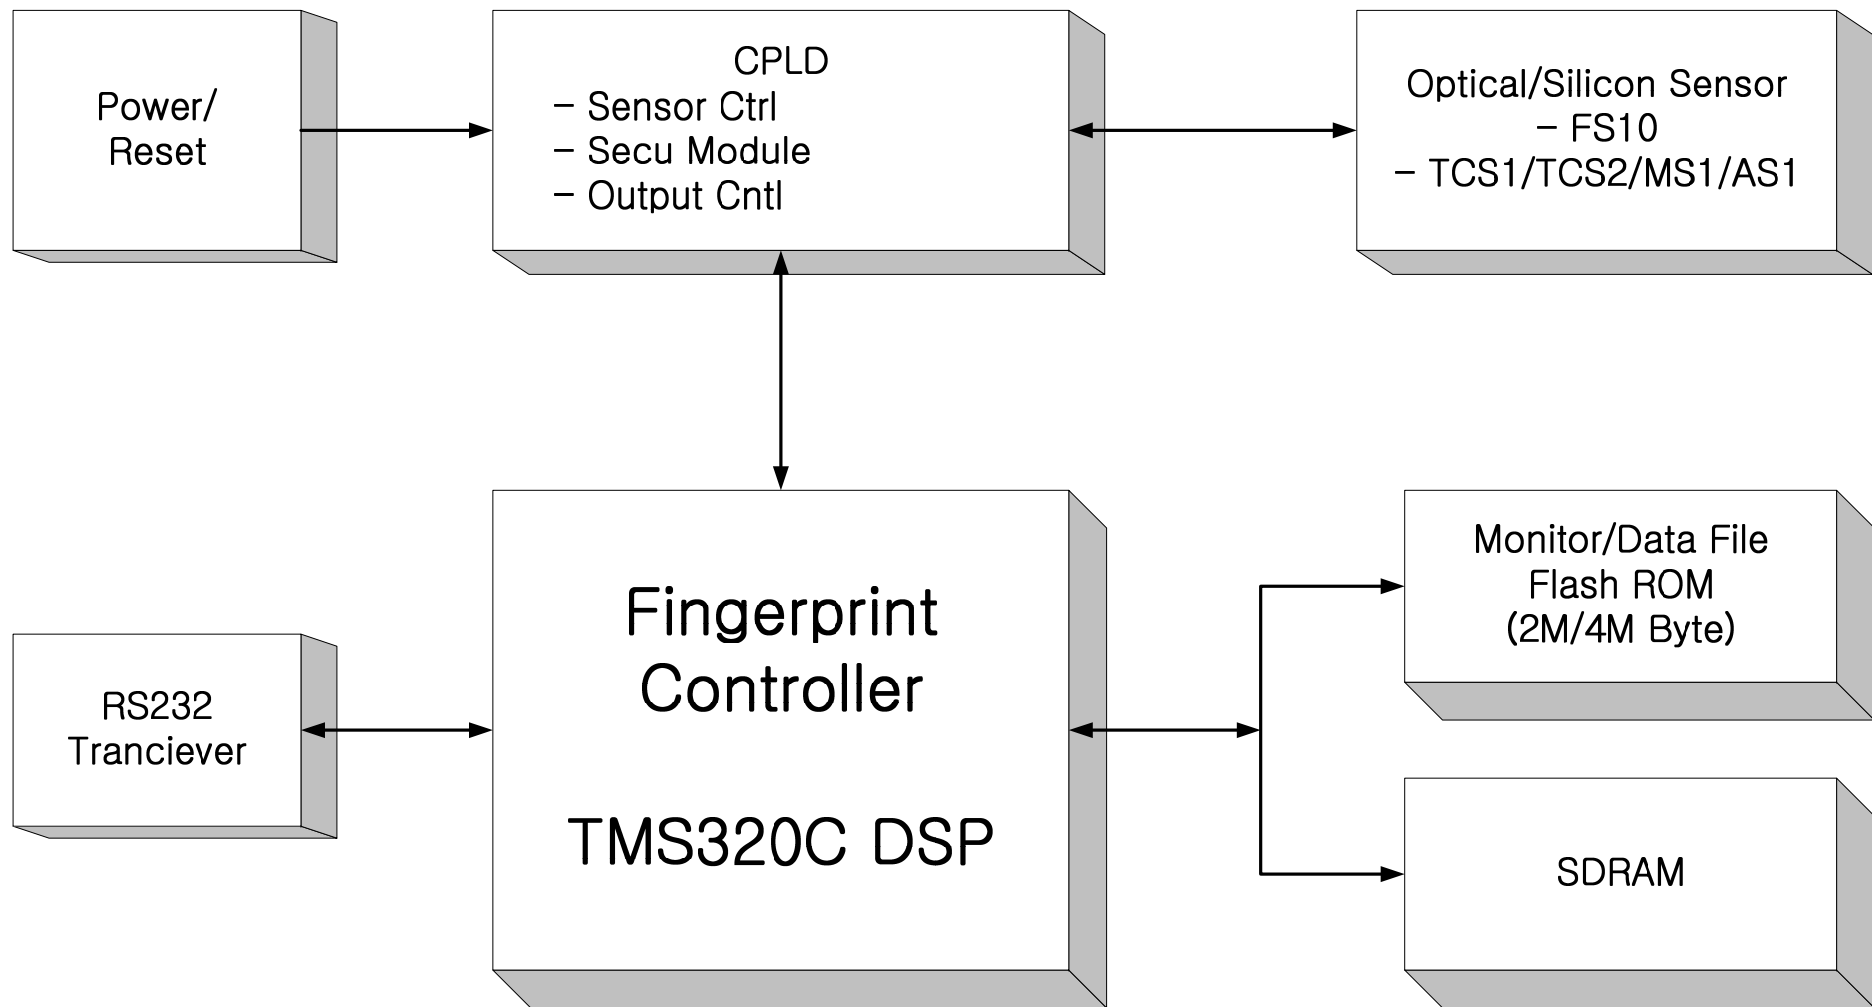 Power/
Reset
CPLD
- Sensor Ctrl
- Secu Module
- Output Cntl
Optical/Silicon Sensor
- FS10
- TCS1/TCS2/MS1/AS1
RS232
Tranciever
Fingerprint
Controller
TMS320C DSP
Monitor/Data File
Flash ROM
(2M/4M Byte)
SDRAM